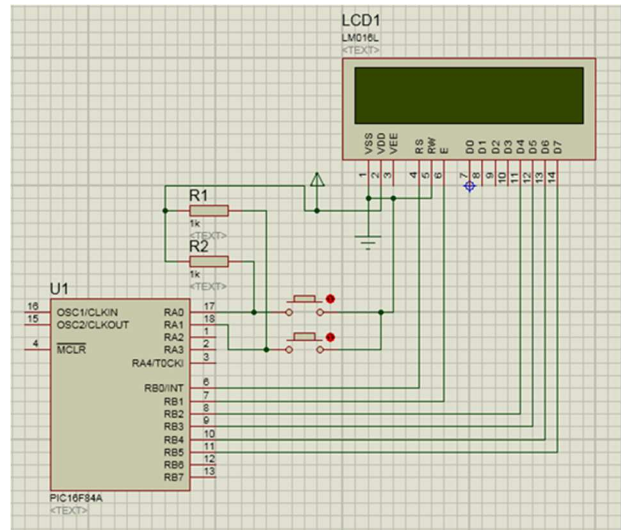 LCD1
LM016L
<TEXT>
VSS
VDD
VEE
RS
RW
E
D0
D1
D2
D3
D4
D5
D6
D7
1
2
3
4
5
6
7
8
9
10
11
12
13
14
R1
1k
<TEXT>
R2
1k
<TEXT>
U1
16 OSC1/CLKIN RA0 17
15 OSC2/CLKOUT RA1 18
RA2 1
4 MCLR RA3 2
RA4/T0CKI 3
RB0/INT 6
RB1 7
RB2 8
RB3 9
RB4 10
RB5 11
RB6 12
RB7 13
PIC16F84A
<TEXT>